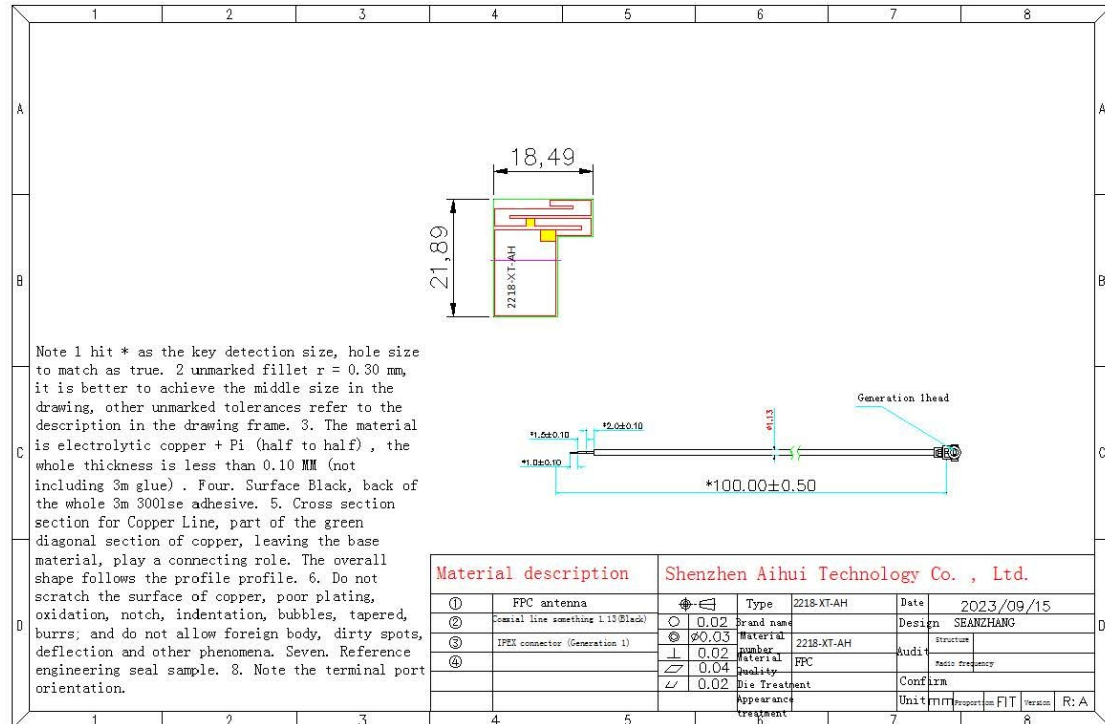 1 2 3 4 5 6 7 8
A A
18,49
21,89
2218-XT-AH
B B
Note 1 hit * as the key detection size, hole size
to match as true. 2 unmarked fillet r = 0.30 mm,
it is better to achieve the middle size in the
drawing, other unmarked tolerances refer to the
description in the drawing frame. 3. The material
is electrolytic copper + Pi (half to half) , the
whole thickness is less than 0.10 MM (not
including 3m glue) . Four. Surface Black, back of
the whole 3m 300lse adhesive. 5. Cross section
section for Copper Line, part of the green
diagonal section of copper, leaving the base
material, play a connecting role. The overall
shape follows the profile profile. 6. Do not
scratch the surface of copper, poor plating,
oxidation, notch, indentation, bubbles, tapered,
burrs; and do not allow foreign body, dirty spots,
deflection and other phenomena. Seven. Reference
engineering seal sample. 8. Note the terminal port
orientation.
Generation 1head
*1.5±0.10
*2.0±0.10
ø1.13
*1.0±0.10
*100.00±0.50
C C
D D
Material description
① FPC antenna
② Coaxial line something 1.13(Black)
③ IPEX connector (Generation 1)
④
Shenzhen Aihui Technology Co. , Ltd.
Type 2218-XT-AH Date 2023/09/15
0.02 Brand name Design SEANZHANG
ø0.03 Material number 2218-XT-AH Audit Structure
0.02 Material Quality FPC Radio frequency
0.04
0.02 Die Treatment Confirm
Appearance treatment Unit mm Proportion FIT Version R: A
1 2 3 4 5 6 7 8